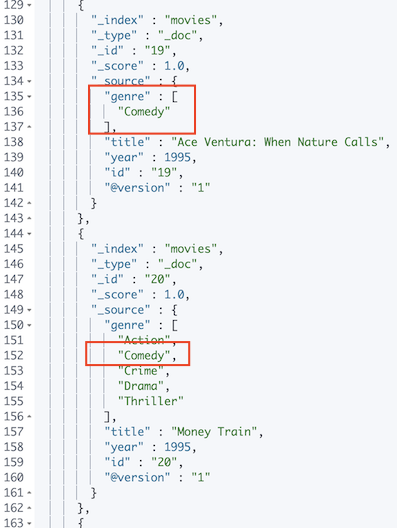 129 {
130 "_index" : "movies",
131 "_type" : "_doc",
132 "_id" : "19",
133 "_score" : 1.0,
134 "_source" : {
135 "genre" : [
136 "Comedy"
137 ],
138 "title" : "Ace Ventura: When Nature Calls",
139 "year" : 1995,
140 "id" : "19",
141 "@version" : "1"
142 }
143 },
144 {
145 "_index" : "movies",
146 "_type" : "_doc",
147 "_id" : "20",
148 "_score" : 1.0,
149 "_source" : {
150 "genre" : [
151 "Action",
152 "Comedy",
153 "Crime",
154 "Drama",
155 "Thriller"
156 ],
157 "title" : "Money Train",
158 "year" : 1995,
159 "id" : "20",
160 "@version" : "1"
161 }
162 },
163 {